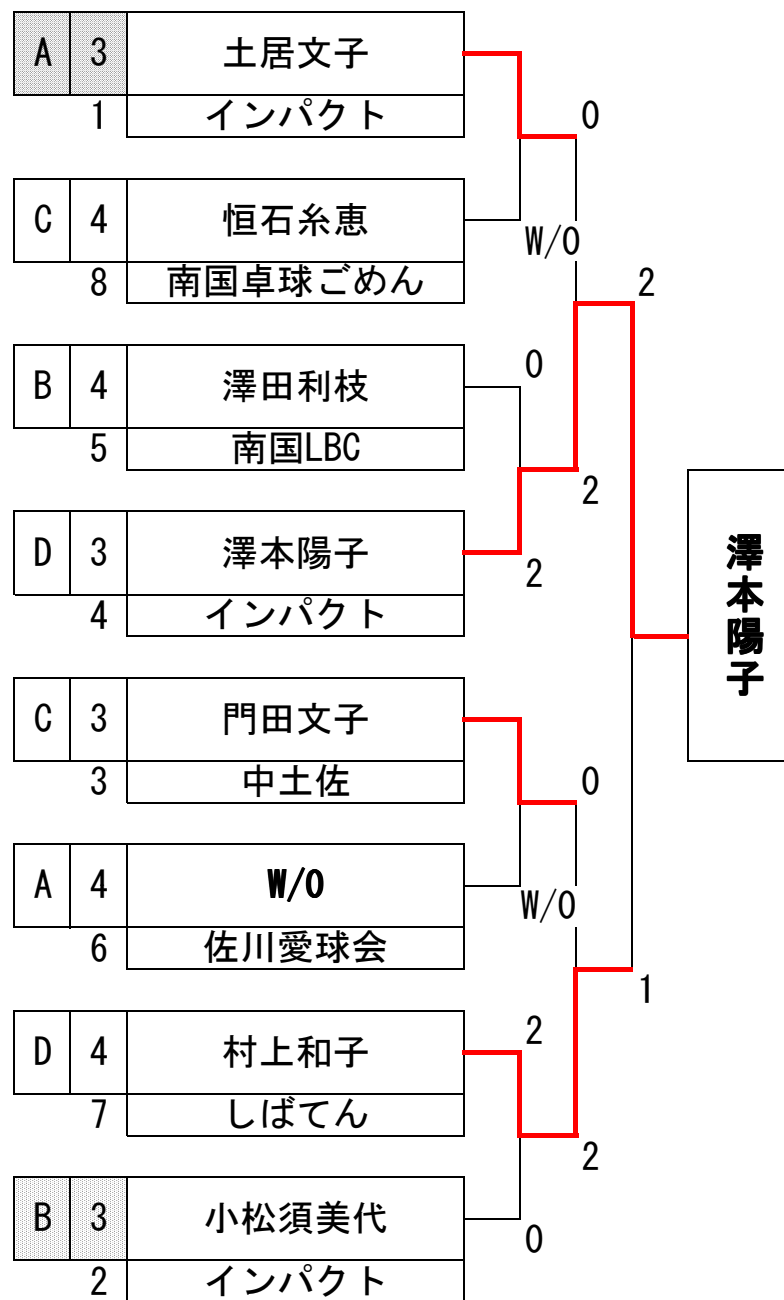 A 3 土居文子
1 インパクト
0
C 4 恒石糸恵
W/0
8 南国卓球ごめん
2
B 4 澤田利枝
0
5 南国LBC
2
D 3 澤本陽子
2
4 インパクト
澤本陽子
C 3 門田文子
3 中土佐
0
A 4 W/0
W/0
6 佐川愛球会
1
D 4 村上和子
2
7 しばてん
2
B 3 小松須美代
0
2 インパクト